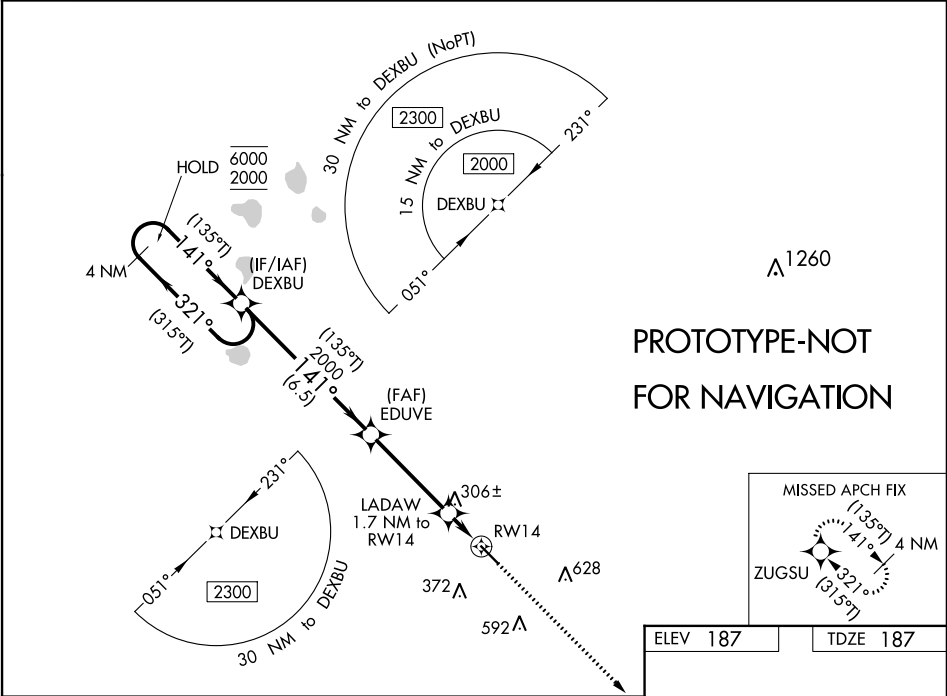 30 NM to DEXBU (NoPT)
2300
15 NM to DEXBU
2000
231°
DEXBU
051°
HOLD 6000
2000
(135°T)
141°
4 NM
321°
(315°T)
(IF/IAF)
DEXBU
1260
(135°T)
2000
141°
(6.5)
PROTOTYPE-NOT
FOR NAVIGATION
(FAF)
EDUVE
231°
DEXBU
051°
2300
30 NM to DEXBU
LADAW
1.7 NM to
RW14
306±
RW14
372
628
592
MISSED APCH FIX
(135°T)
141°
4 NM
ZUGSU
321°
(315°T)
ELEV 187
TDZE 187